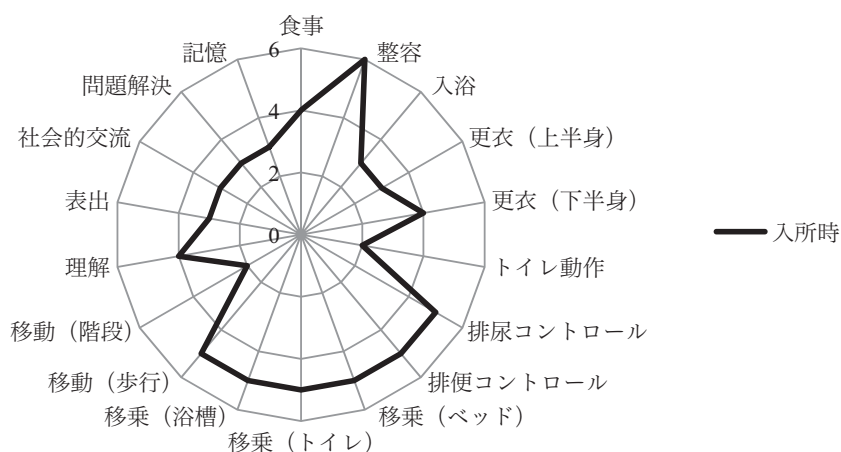 食事
整容
入浴
更衣（上半身）
更衣（下半身）
トイレ動作
排尿コントロール
排便コントロール
移乗（ベッド）
移乗（トイレ）
移乗（浴槽）
移動（歩行）
移動（階段）
理解
表出
社会的交流
問題解決
記憶
6
4
2
0
入所時